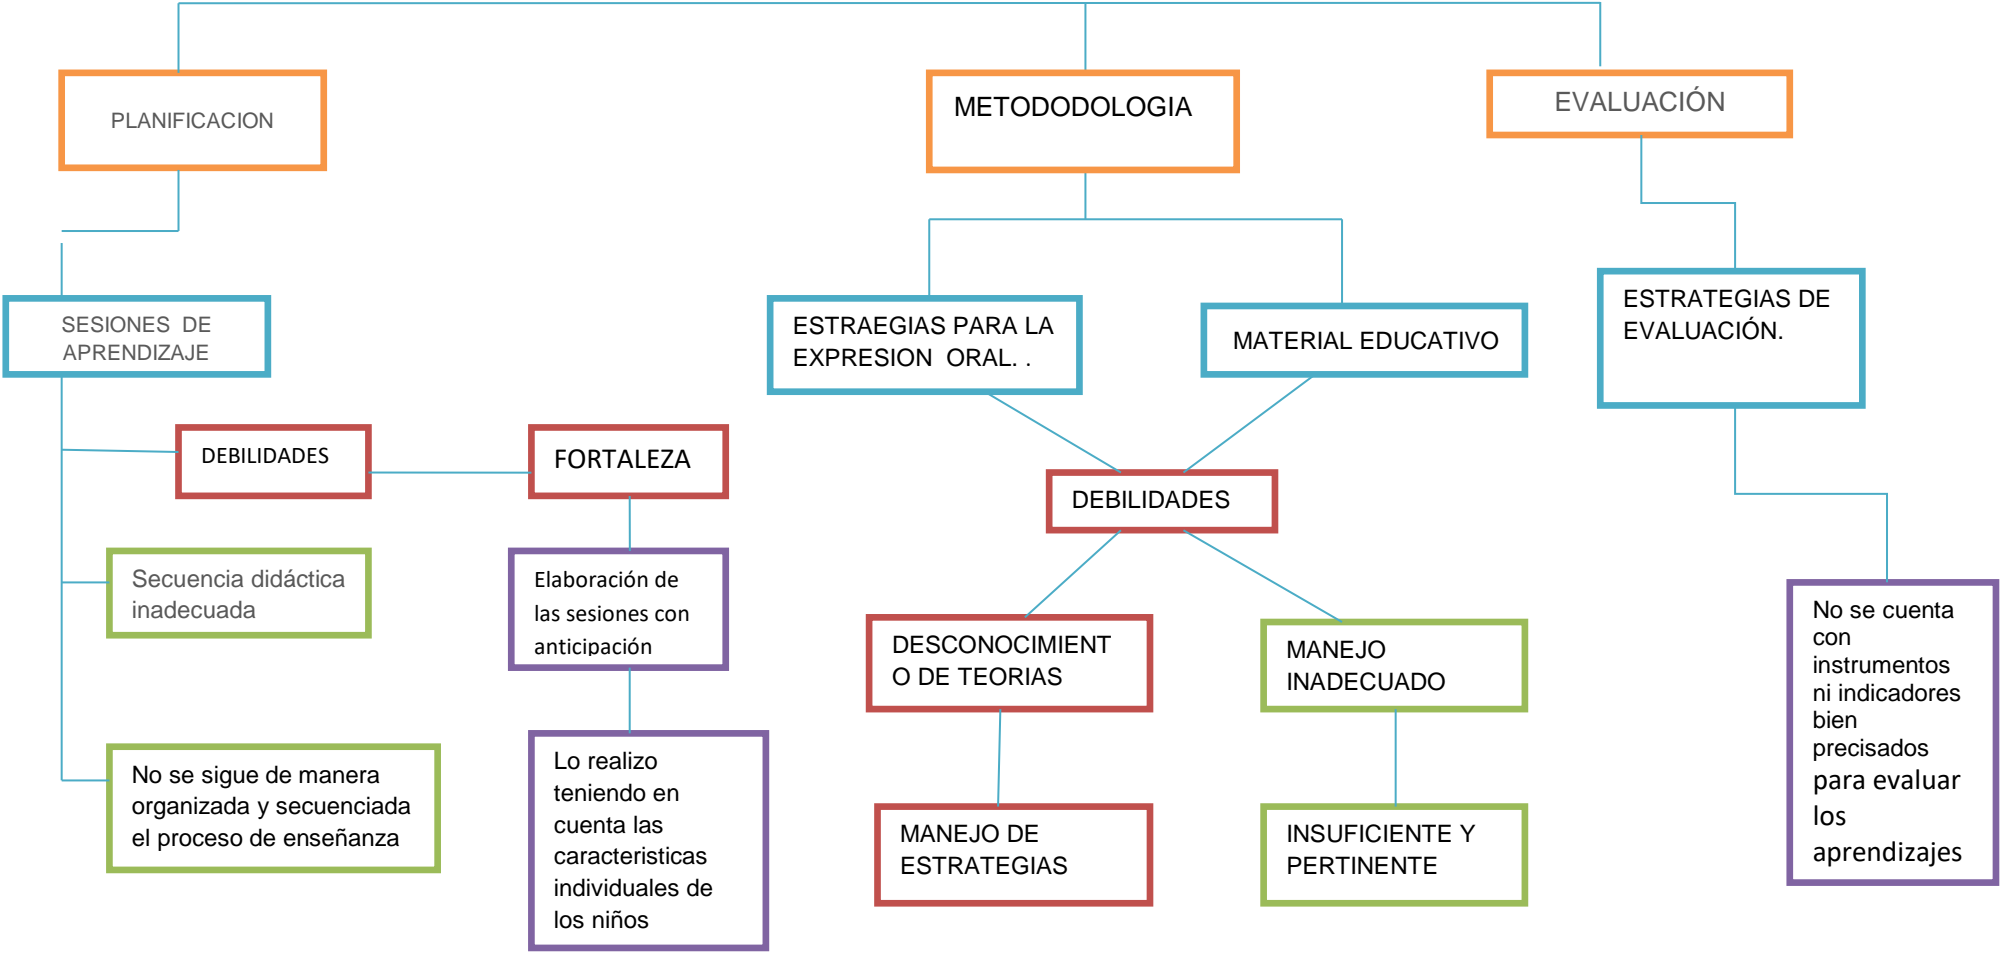 PLANIFICACION
METODODOLOGIA
EVALUACIÓN
SESIONES DE
APRENDIZAJE
ESTRAEGIAS PARA LA
EXPRESION ORAL. .
MATERIAL EDUCATIVO
ESTRATEGIAS DE
EVALUACIÓN.
DEBILIDADES
FORTALEZA
DEBILIDADES
Secuencia didáctica
inadecuada
Elaboración de
las sesiones con
anticipación
DESCONOCIMIENT
O DE TEORIAS
MANEJO
INADECUADO
No se cuenta
con
instrumentos
ni indicadores
bien
precisados
para evaluar
los
aprendizajes
No se sigue de manera
organizada y secuenciada
el proceso de enseñanza
Lo realizo
teniendo en
cuenta las
caracteristicas
individuales de
los niños
MANEJO DE
ESTRATEGIAS
INSUFICIENTE Y
PERTINENTE